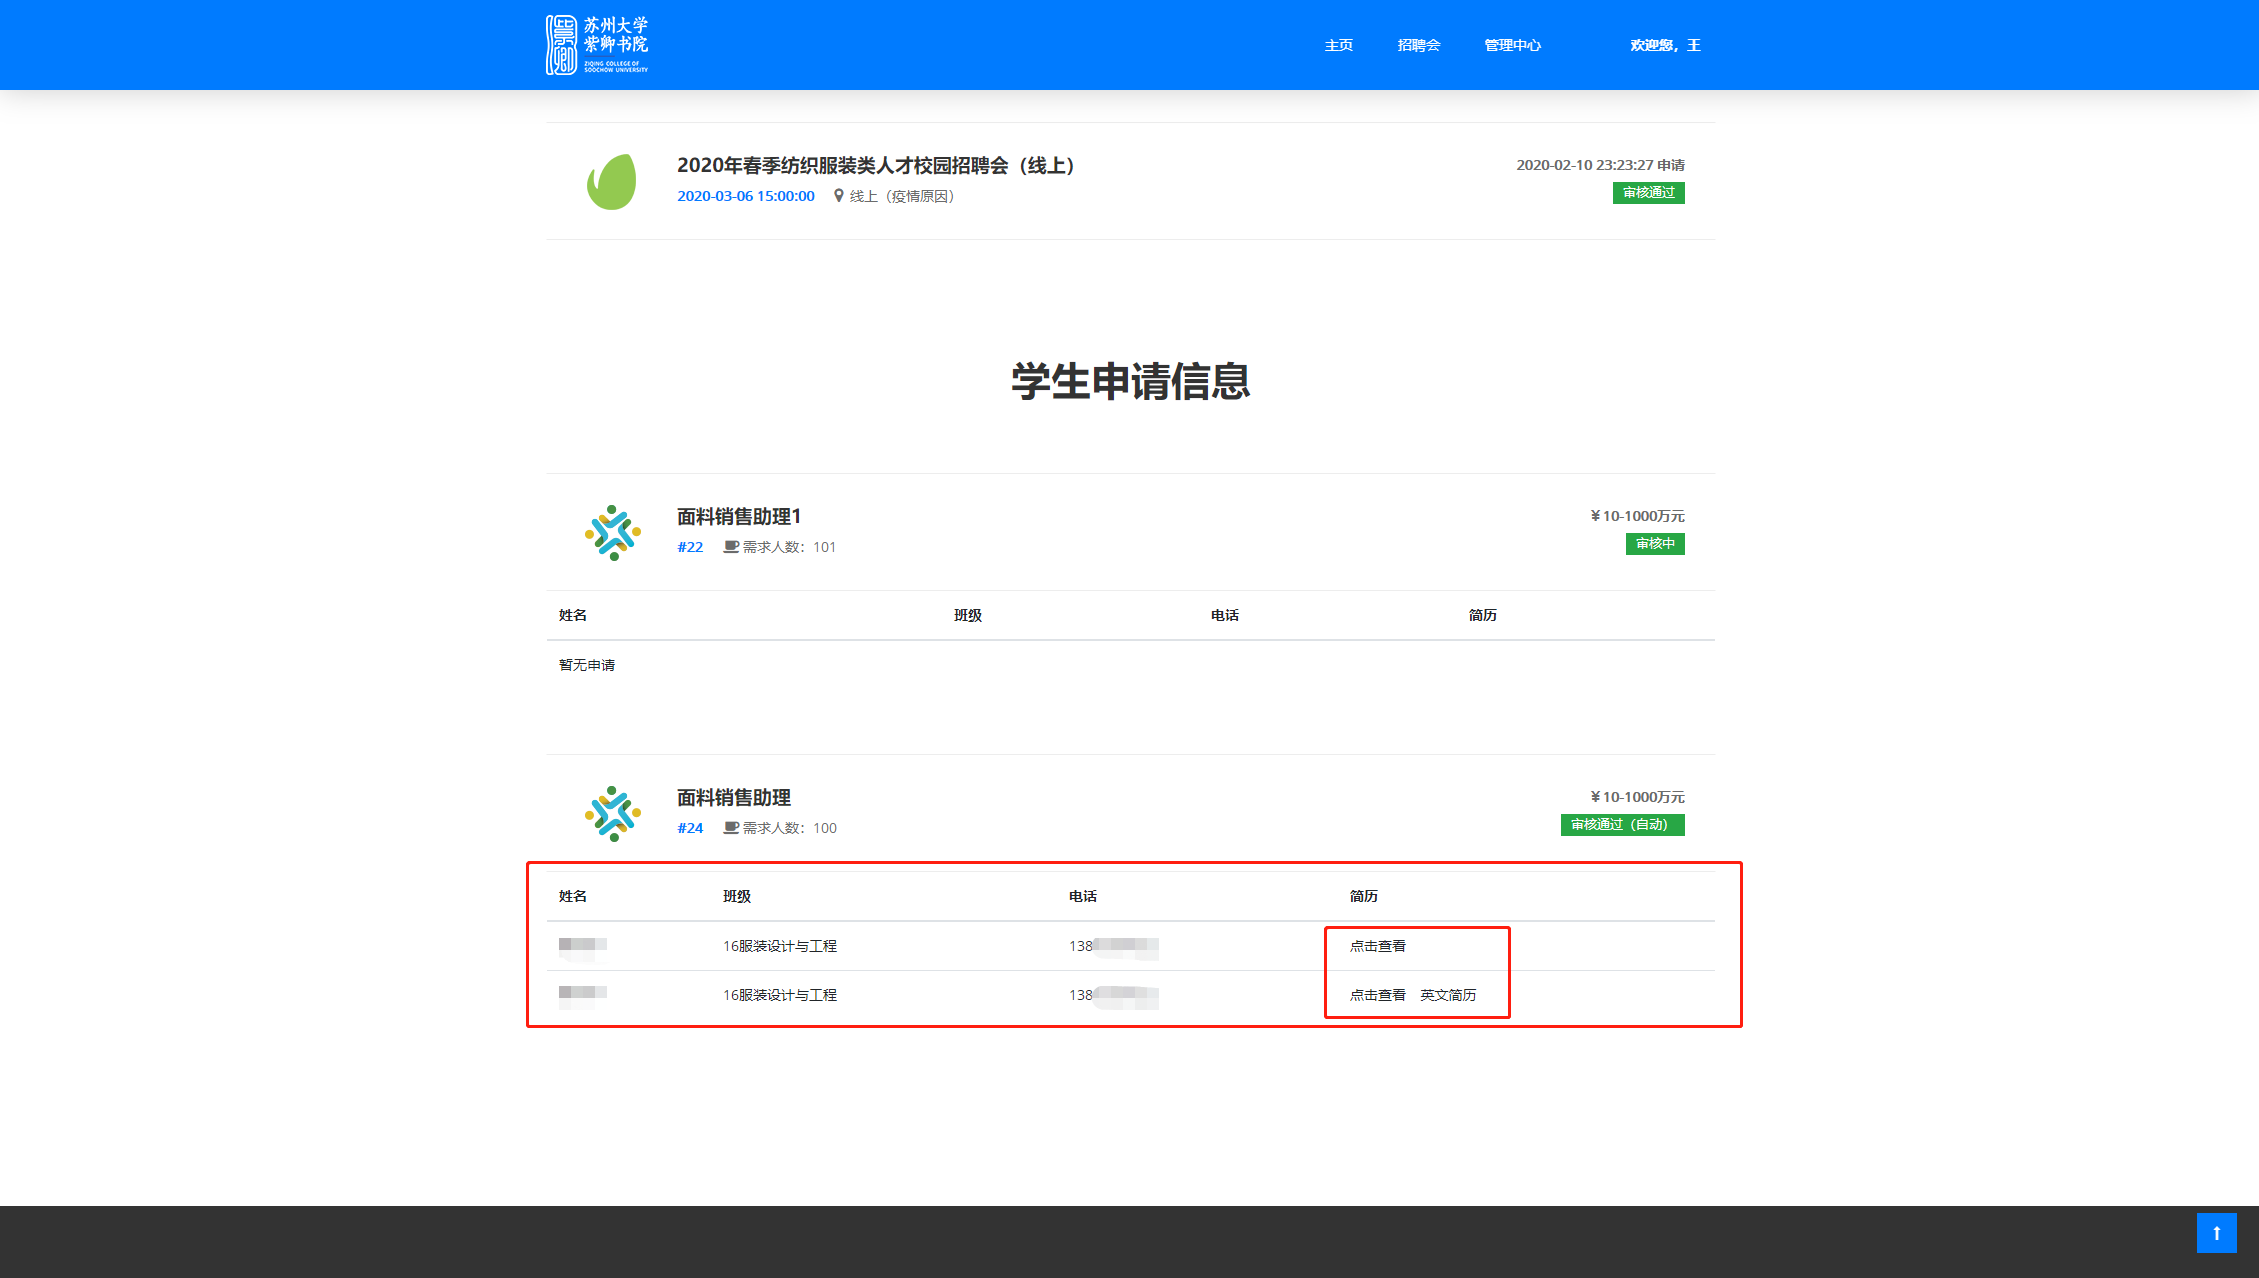 苏州大学
紫卿书院
ZIQING COLLEGE OF
SOOCHOW UNIVERSITY
主页 招聘会 管理中心 欢迎您，王
2020年春季纺织服装类人才校园招聘会（线上） 2020-02-10 23:23:27 申请
2020-03-06 15:00:00 线上（疫情原因） 审核通过
学生申请信息
面料销售助理1 ￥10-1000万元
#22 需求人数：101 审核中
姓名 班级 电话 简历
暂无申请
面料销售助理 ￥10-1000万元
#24 需求人数：100 审核通过（自动）
姓名 班级 电话 简历
16服装设计与工程 138 点击查看
16服装设计与工程 138 点击查看 英文简历